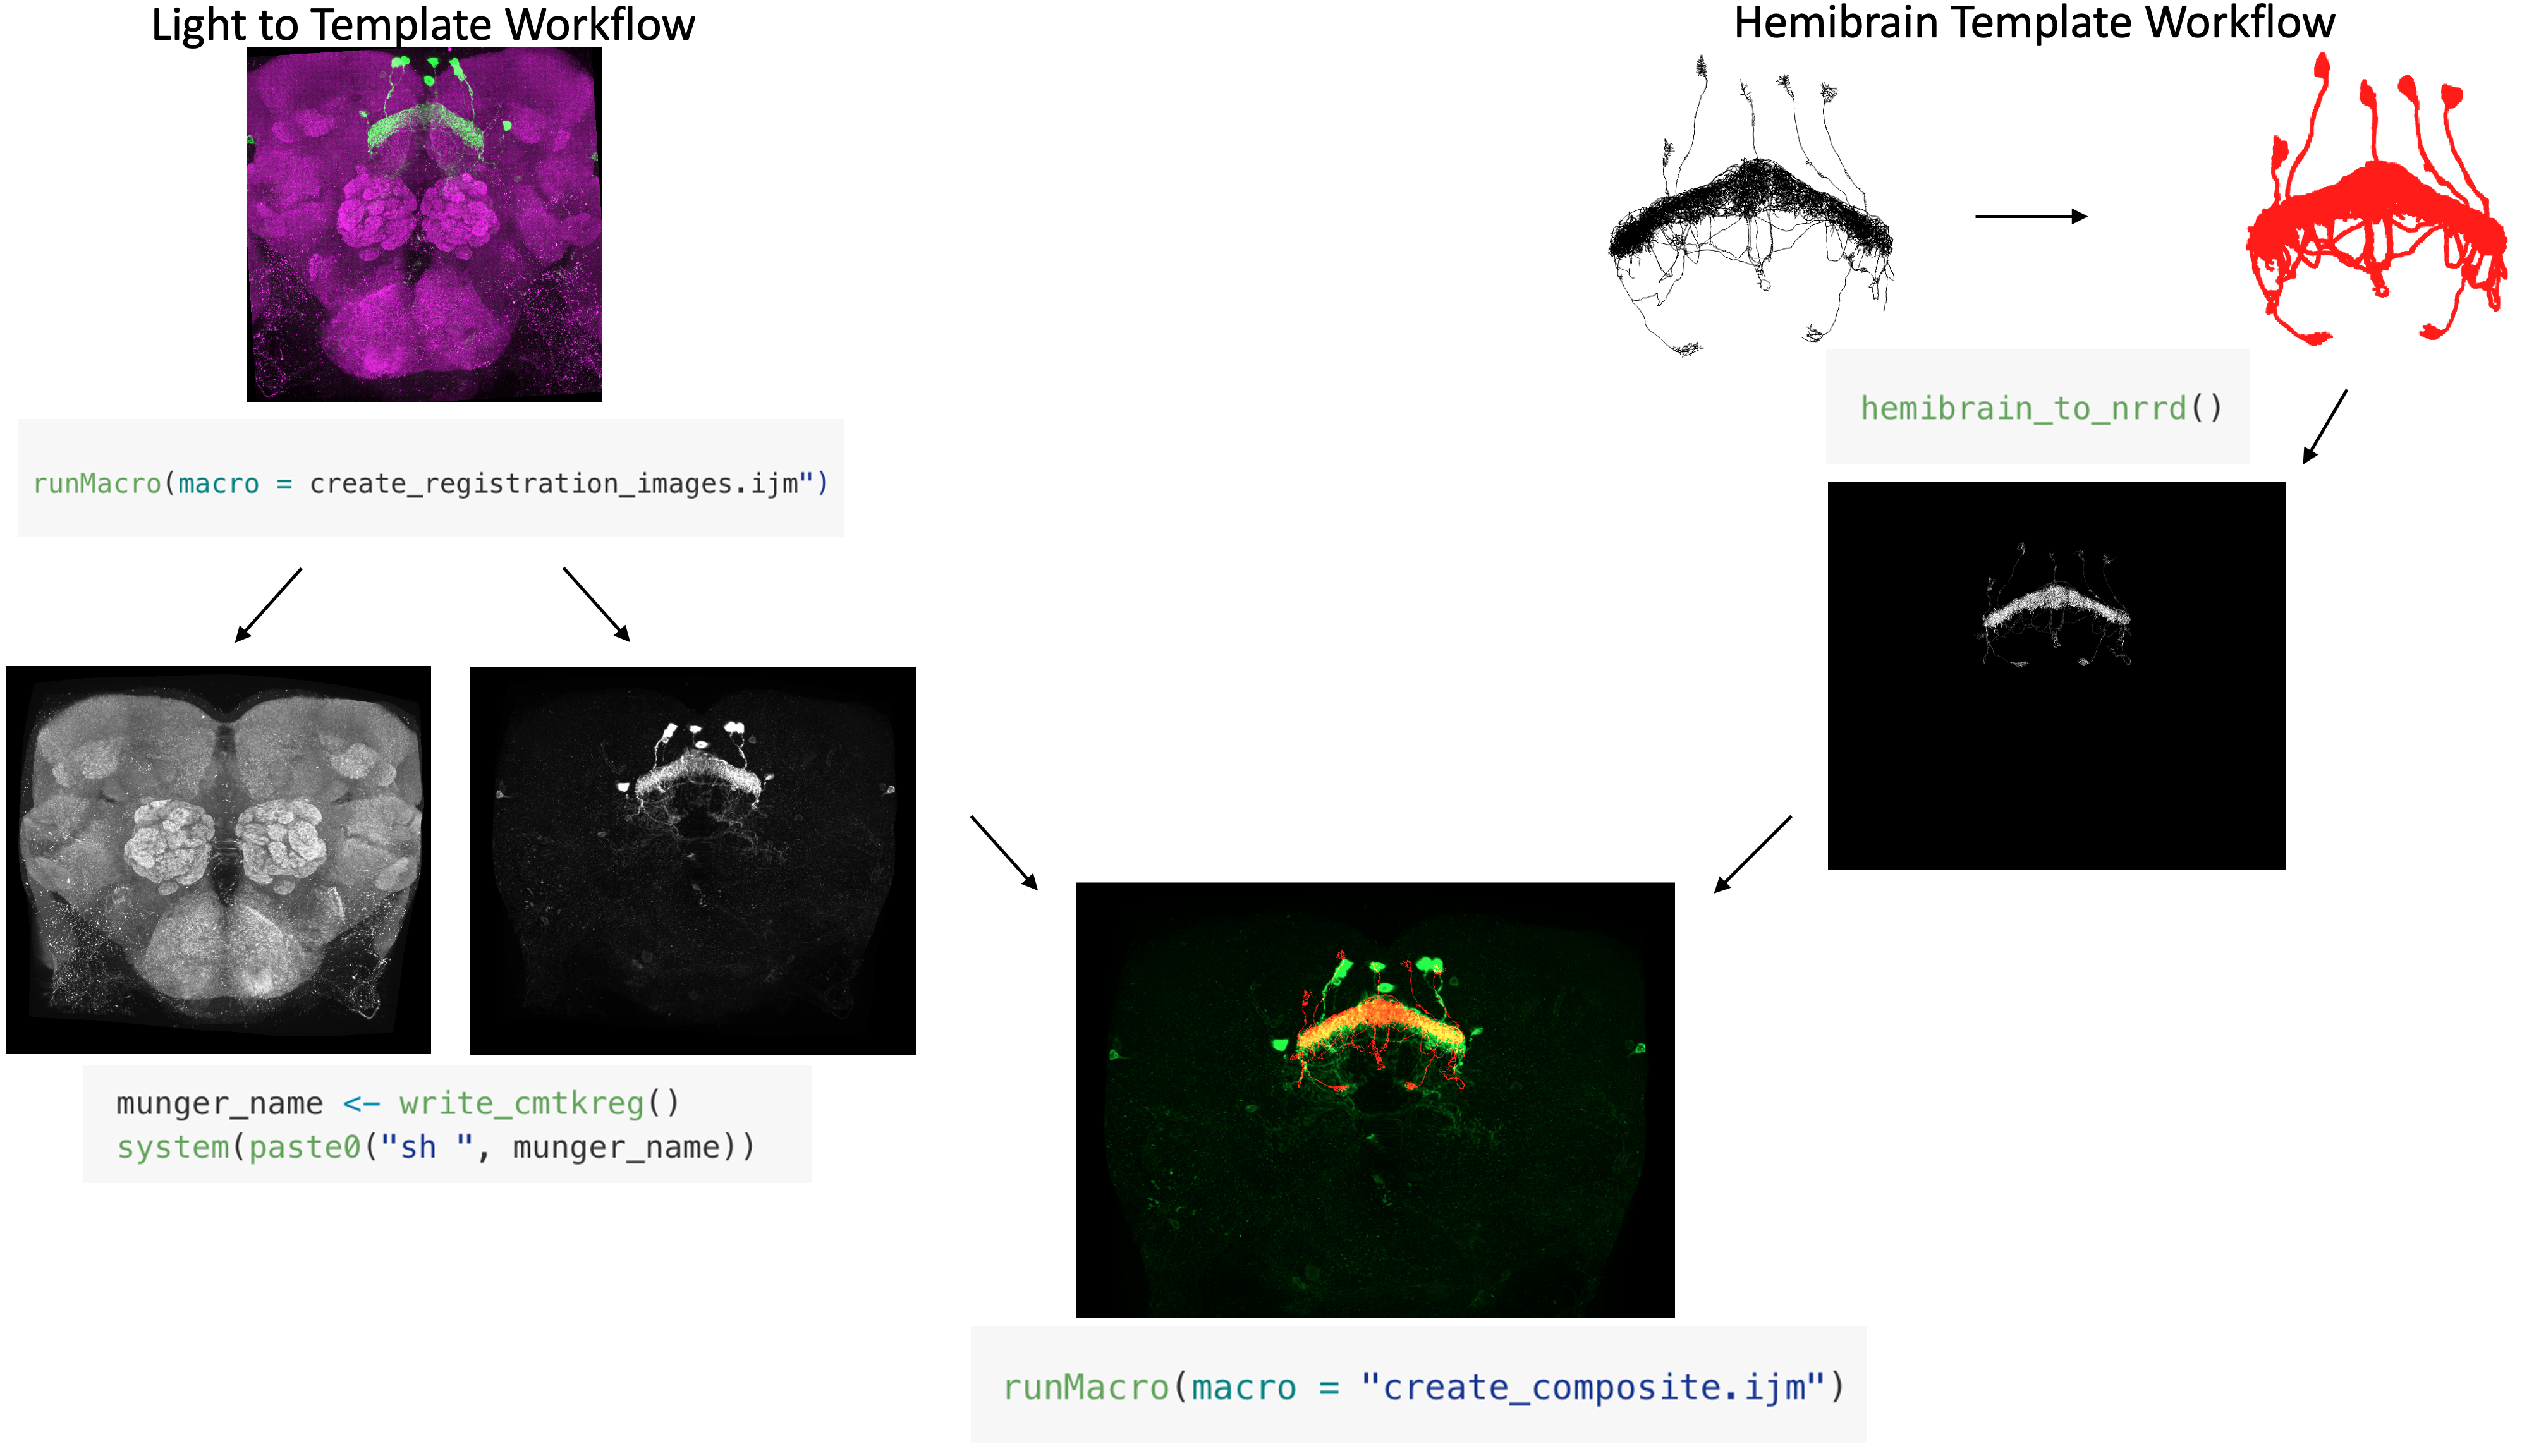 Light to Template Workflow
Hemibrain Template Workflow
hemibrain_to_nrrd()
runMacro(macro = create_registration_images.ijm")
munger_name <- write_cmtkreg()
system(paste0("sh ", munger_name))
runMacro(macro = "create_composite.ijm")